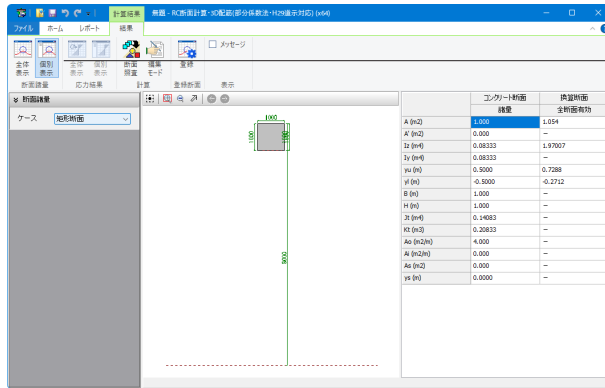 計算結果
無題 - RC断面計算・3D配筋(部分係数法・H29道示対応) (x64)
ファイル ホーム レポート 結果
全体表示 個別表示 全体表示 個別表示 断面照査 編集モード 登録 メッセージ
断面諸量 応力結果 計算 登録断面 表示
断面諸量
ケース 矩形断面
1000
1000
1000
5000
コンクリート断面 換算断面
諸量 全断面有効
A (m2) 1.000 1.054
A' (m2) 0.000 –
Iz (m4) 0.08333 1.97007
Iy (m4) 0.08333 –
yu (m) 0.5000 0.7288
yl (m) -0.5000 -0.2712
B (m) 1.000 –
H (m) 1.000 –
Jt (m4) 0.14083 –
Kt (m3) 0.20833 –
Ao (m2/m) 4.000 –
Ai (m2/m) 0.000 –
As (m2) 0.000 –
ys (m) 0.0000 –